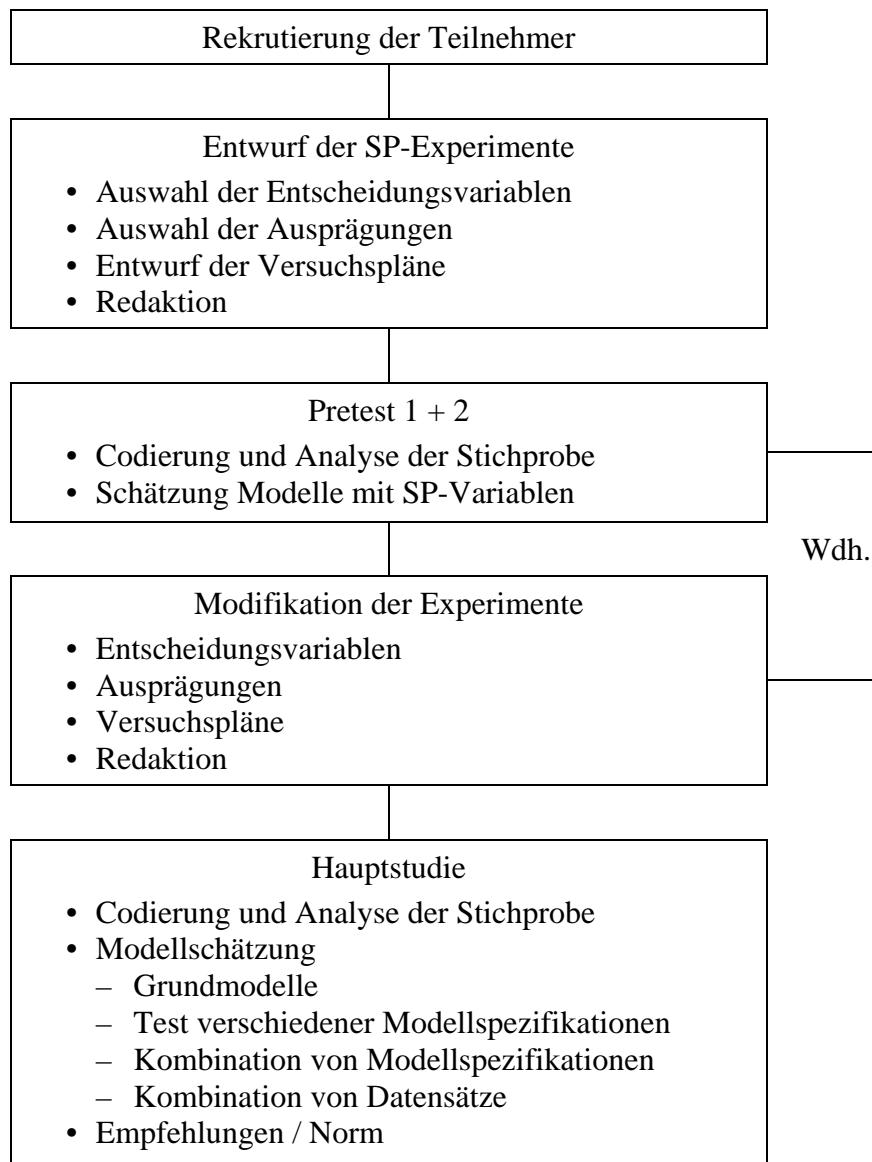 Rekrutierung der Teilnehmer
Entwurf der SP-Experimente
• Auswahl der Entscheidungsvariablen
• Auswahl der Ausprägungen
• Entwurf der Versuchspläne
• Redaktion
Pretest 1 + 2
• Codierung und Analyse der Stichprobe
• Schätzung Modelle mit SP-Variablen
Wdh.
Modifikation der Experimente
• Entscheidungsvariablen
• Ausprägungen
• Versuchspläne
• Redaktion
Hauptstudie
• Codierung und Analyse der Stichprobe
• Modellschätzung
– Grundmodelle
– Test verschiedener Modellspezifikationen
– Kombination von Modellspezifikationen
– Kombination von Datensätze
• Empfehlungen / Norm